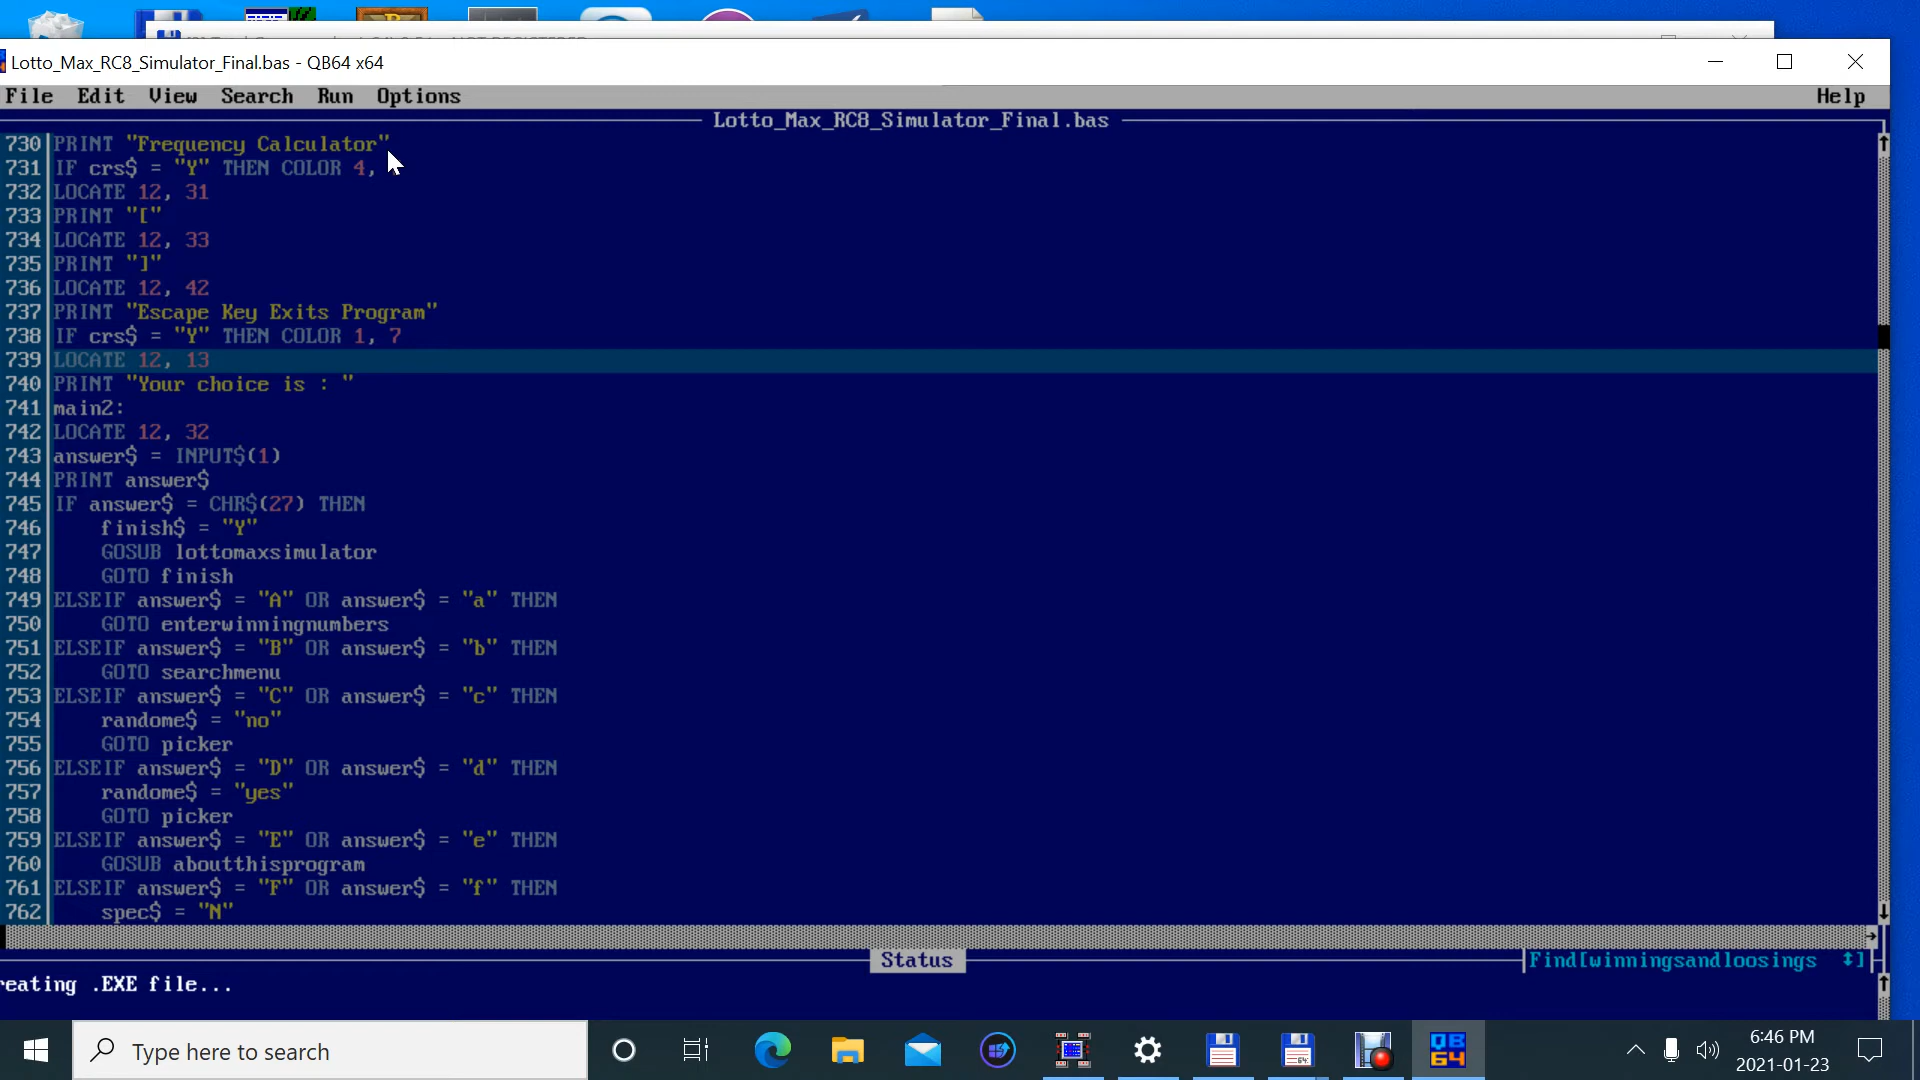 Lotto_Max_RC8_Simulator_Final.bas - QB64 x64
File Edit View Search Run Options Help
Lotto_Max_RC8_Simulator_Final.bas
730 PRINT "Frequency Calculator"
731 IF crs$ = "Y" THEN COLOR 4,
732 LOCATE 12, 31
733 PRINT "["
734 LOCATE 12, 33
735 PRINT "]"
736 LOCATE 12, 42
737 PRINT "Escape Key Exits Program"
738 IF crs$ = "Y" THEN COLOR 1, 7
739 LOCATE 12, 13
740 PRINT "Your choice is : "
741 main2:
742 LOCATE 12, 32
743 answer$ = INPUT$(1)
744 PRINT answer$
745 IF answer$ = CHR$(27) THEN
746 finish$ = "Y"
747 GOSUB lottomaxsimulator
748 GOTO finish
749 ELSEIF answer$ = "A" OR answer$ = "a" THEN
750 GOTO enterwinningnumbers
751 ELSEIF answer$ = "B" OR answer$ = "b" THEN
752 GOTO searchmenu
753 ELSEIF answer$ = "C" OR answer$ = "c" THEN
754 randome$ = "no"
755 GOTO picker
756 ELSEIF answer$ = "D" OR answer$ = "d" THEN
757 randome$ = "yes"
758 GOTO picker
759 ELSEIF answer$ = "E" OR answer$ = "e" THEN
760 GOSUB aboutthisprogram
761 ELSEIF answer$ = "F" OR answer$ = "f" THEN
762 spec$ = "N"
Status
Find[winningsandloosings ↕]
reating .EXE file...
Type here to search
QB
64
6:46 PM
2021-01-23